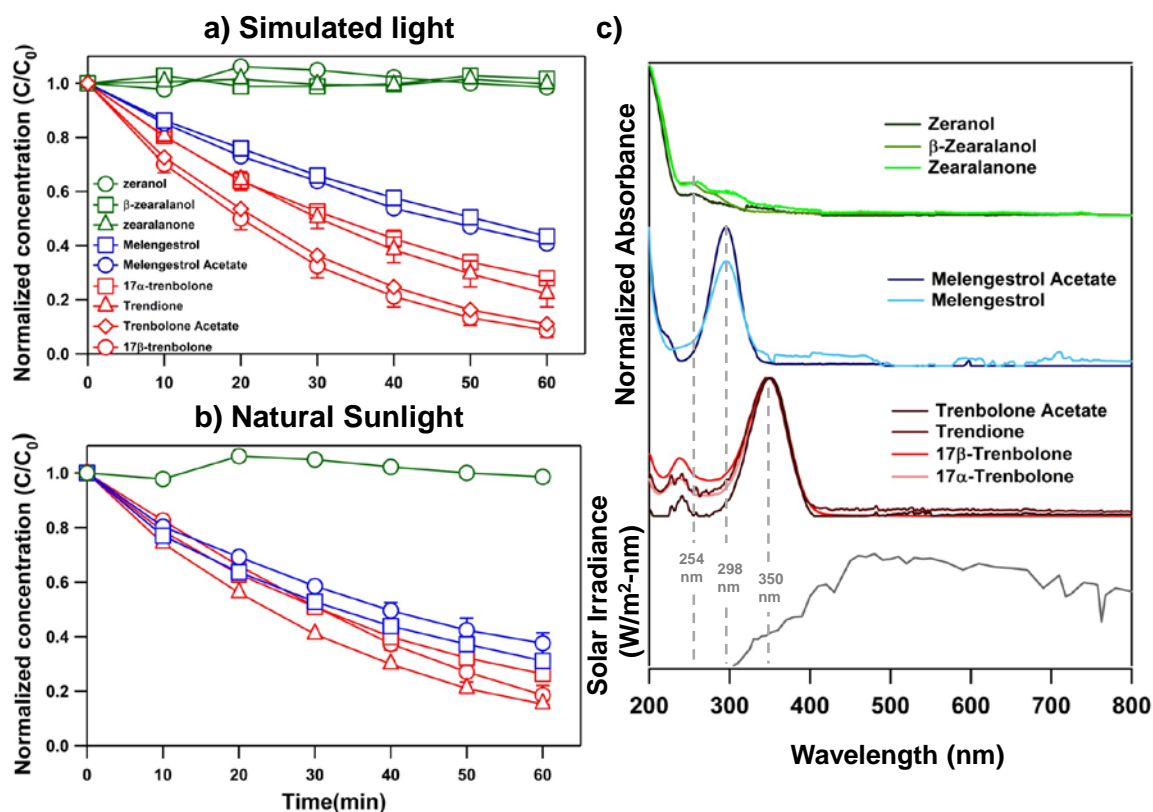 a) Simulated light
Normalized concentration (C/C0)
1.0
0.8
0.6
0.4
0.2
0.0
zeranol
β-zearalanol
zearalanone
Melengestrol
Melengestrol Acetate
17α-trenbolone
Trendione
Trenbolone Acetate
17β-trenbolone
0 10 20 30 40 50 60
b) Natural Sunlight
Normalized concentration (C/C0)
1.0
0.8
0.6
0.4
0.2
0.0
0 10 20 30 40 50 60
Time(min)
c)
Normalized Absorbance
Zeranol
β-Zearalanol
Zearalanone
Melengestrol Acetate
Melengestrol
Trenbolone Acetate
Trendione
17β-Trenbolone
17α-Trenbolone
Solar Irradiance
(W/m2-nm)
254
nm
298
nm
350
nm
200 300 400 500 600 700 800
Wavelength (nm)